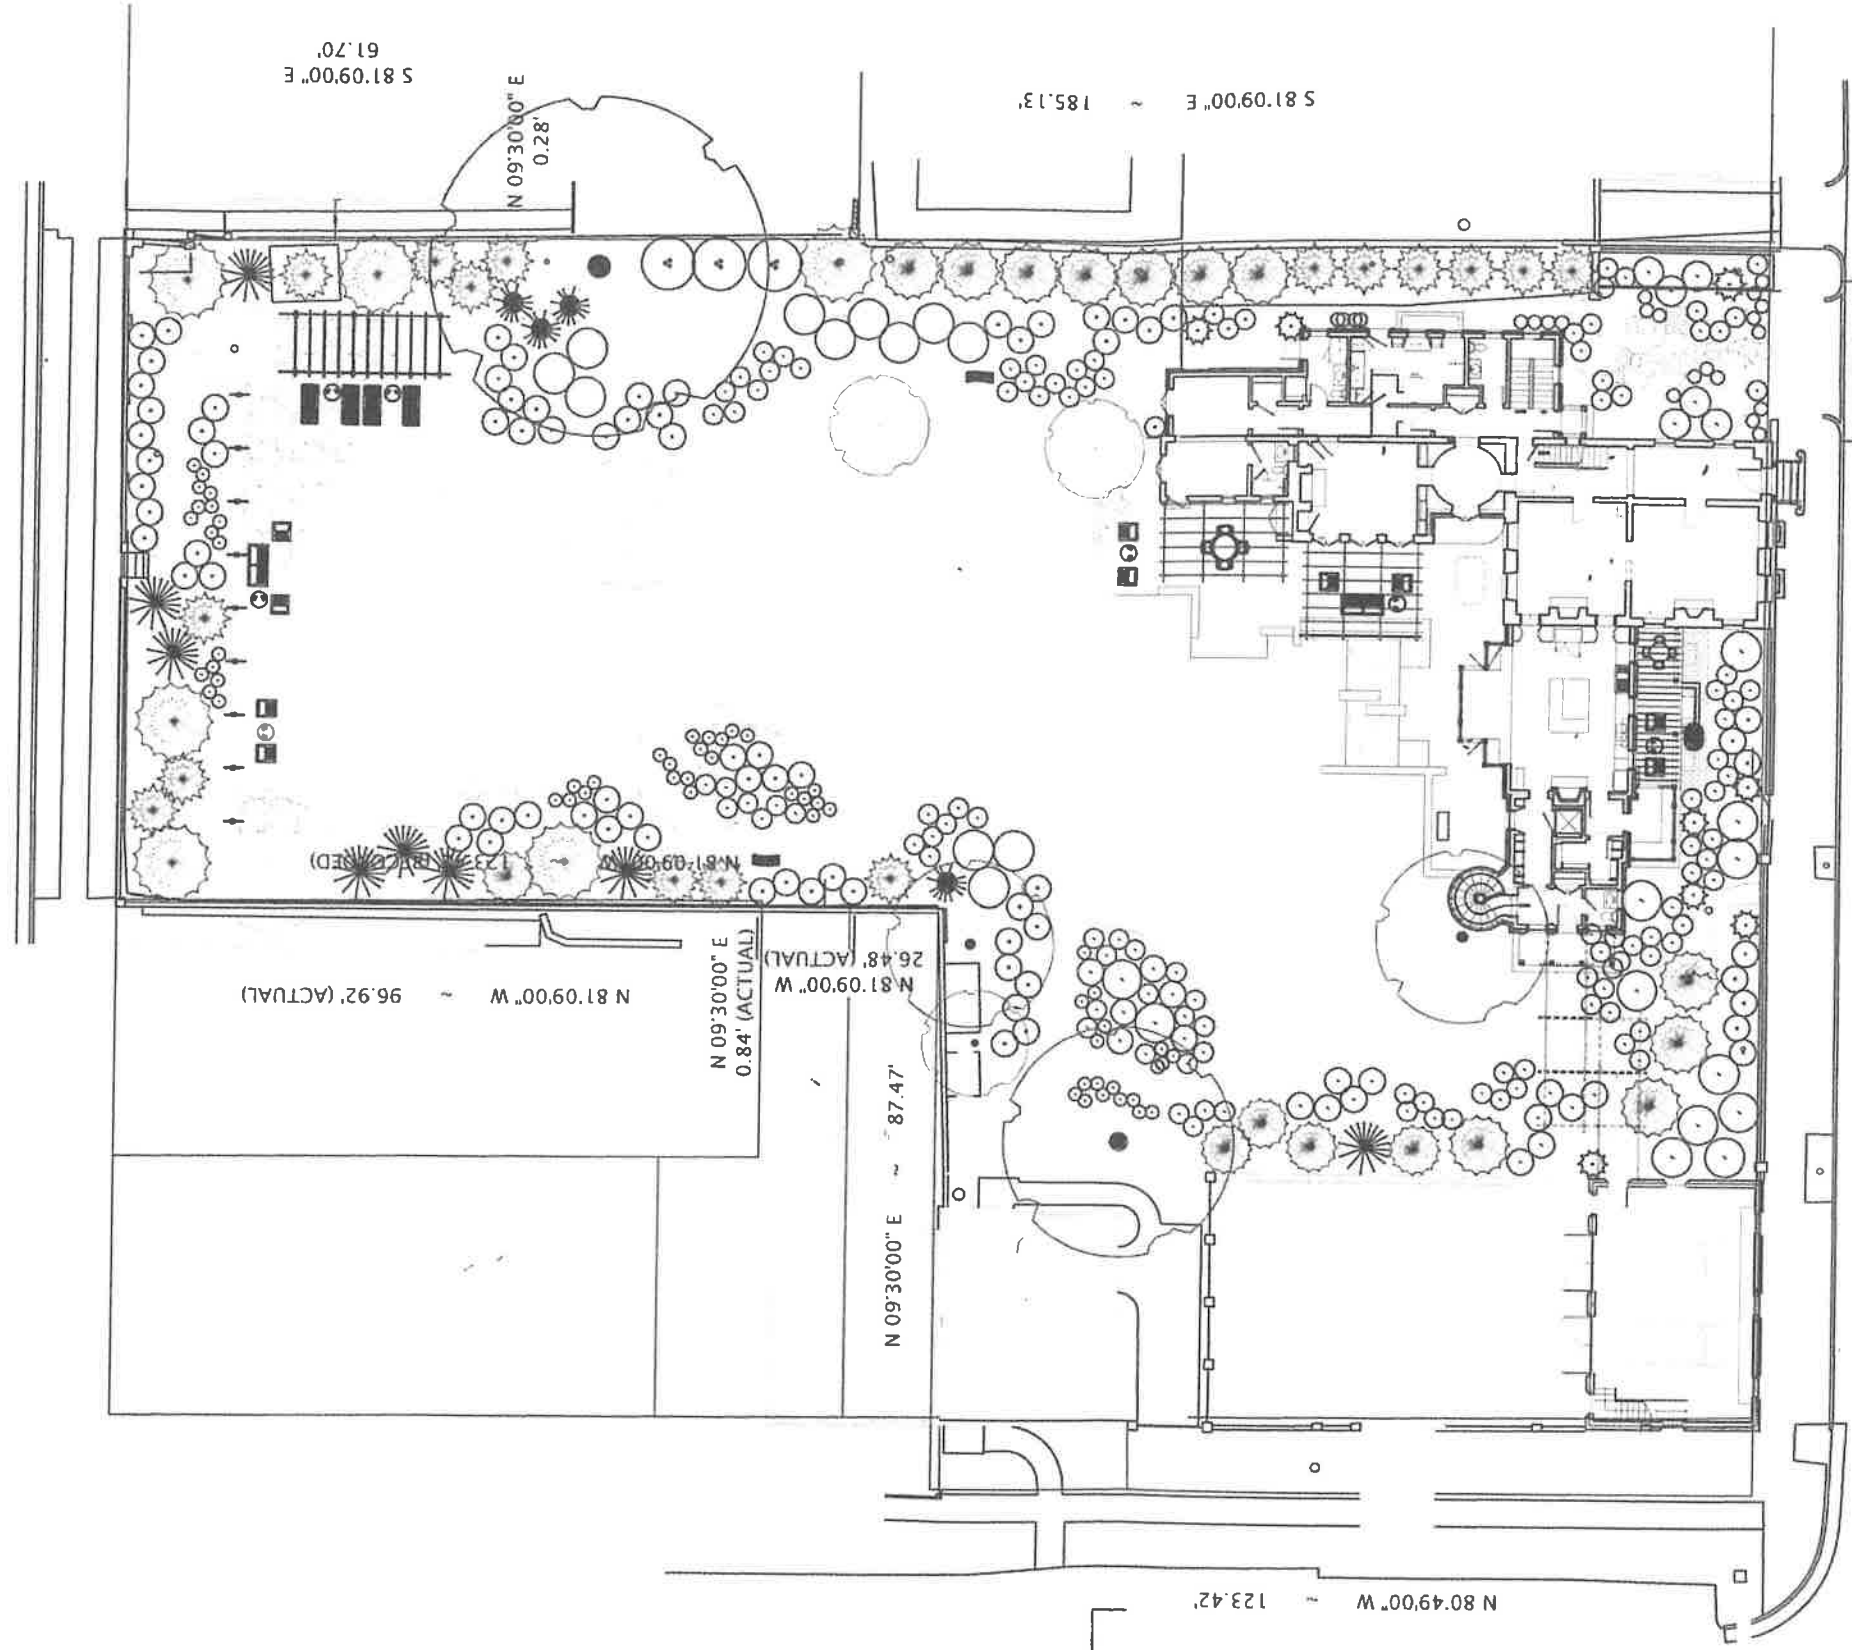 S 81·09'00" E
61.70'
N 09·30'00" E
0.28'
S 81·09'00" E ~ 185.13'
N 81·09'00" W ~ 123. (RECORDED)
N 81·09'00" W ~ 96.92' (ACTUAL)
N 09·30'00" E
0.84' (ACTUAL)
N 81·09'00" W
26.48' (ACTUAL)
N 09·30'00" E ~ 87.47'
N 80·49'00" W ~ 123.42'